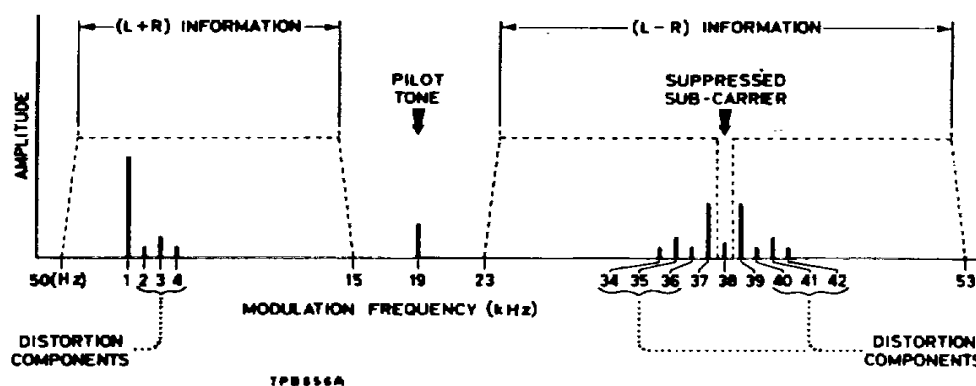 (L+R) INFORMATION
(L-R) INFORMATION
PILOT
TONE
SUPPRESSED
SUB-CARRIER
AMPLITUDE
50(Hz) 1 2 3 4 15 19 23 34 35 36 37 38 39 40 41 42 53
MODULATION FREQUENCY (kHz)
DISTORTION
COMPONENTS
DISTORTION
COMPONENTS
TPB856A